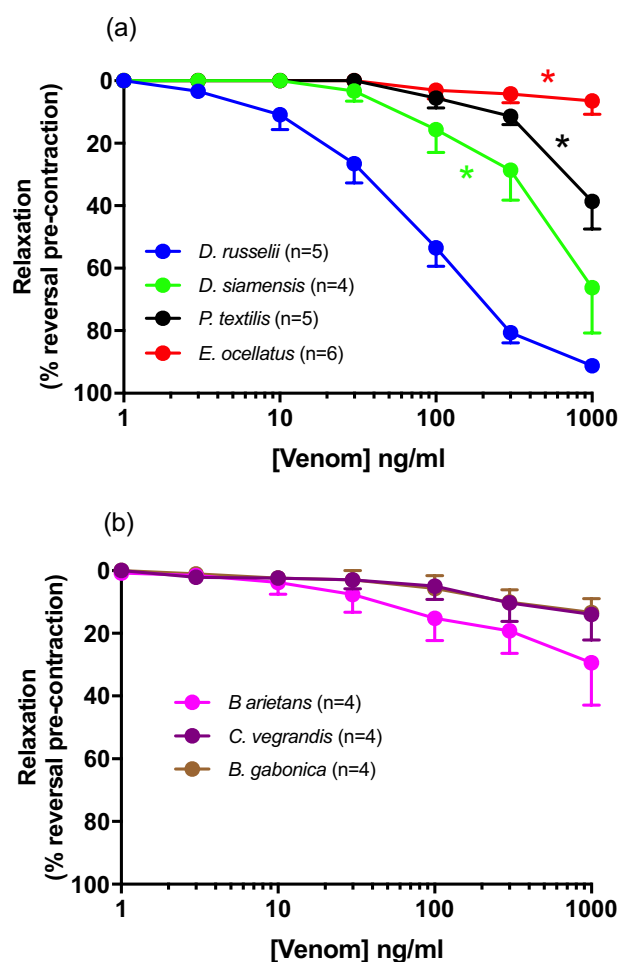 (a)
0
20
40
60
80
100
Relaxation
(% reversal pre-contraction)
*
*
*
D. russelii (n=5)
D. siamensis (n=4)
P. textilis (n=5)
E. ocellatus (n=6)
1 10 100 1000
[Venom] ng/ml
(b)
0
20
40
60
80
100
Relaxation
(% reversal pre-contraction)
B arietans (n=4)
C. vegrandis (n=4)
B. gabonica (n=4)
1 10 100 1000
[Venom] ng/ml